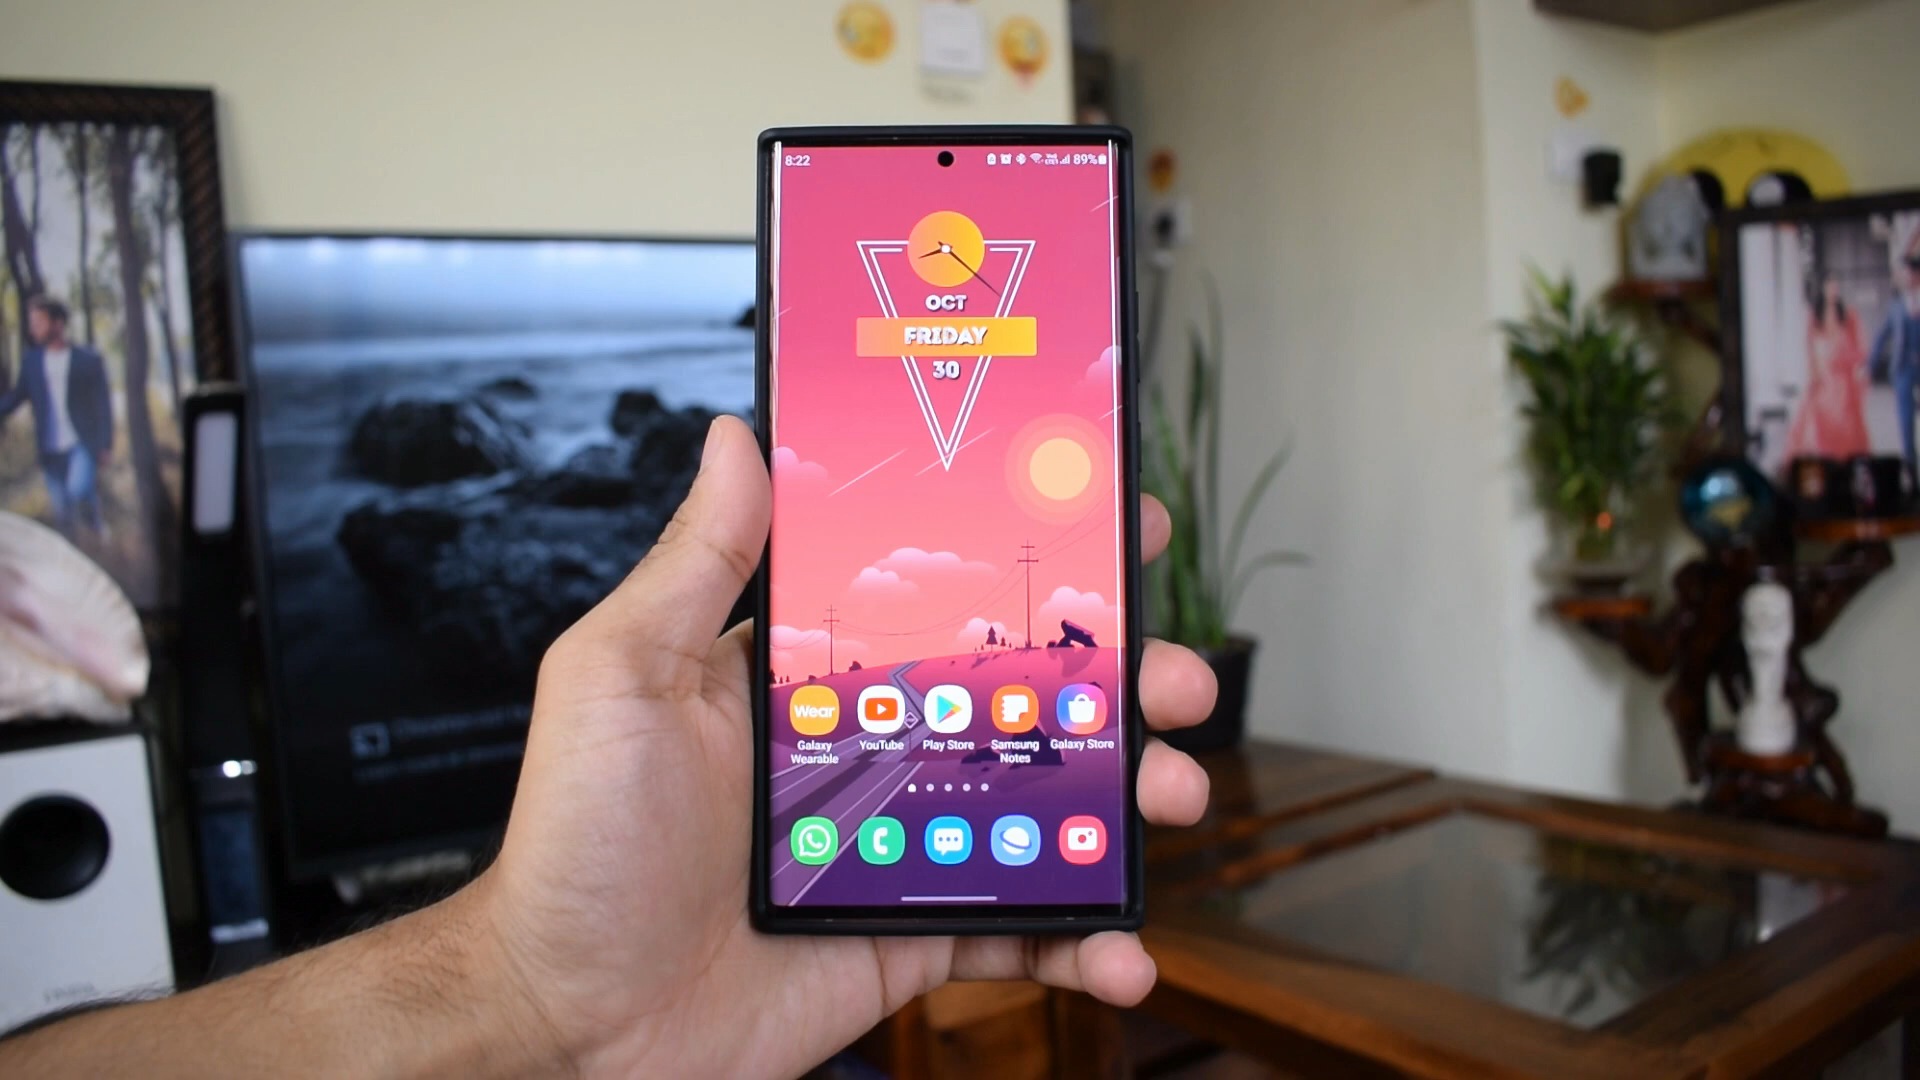 8:22
89%
OCT
FRIDAY
30
Wear
Galaxy Wearable
YouTube
Play Store
Samsung Notes
Galaxy Store